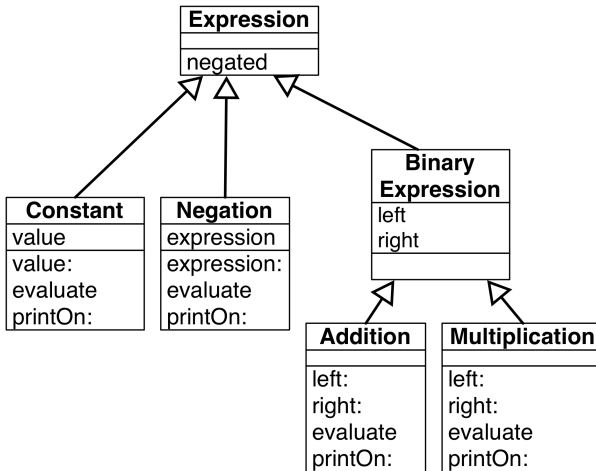 Expression
negated
Constant
value
value:
evaluate
printOn:
Negation
expression
expression:
evaluate
printOn:
Binary
Expression
left
right
Addition
left:
right:
evaluate
printOn:
Multiplication
left:
right:
evaluate
printOn: